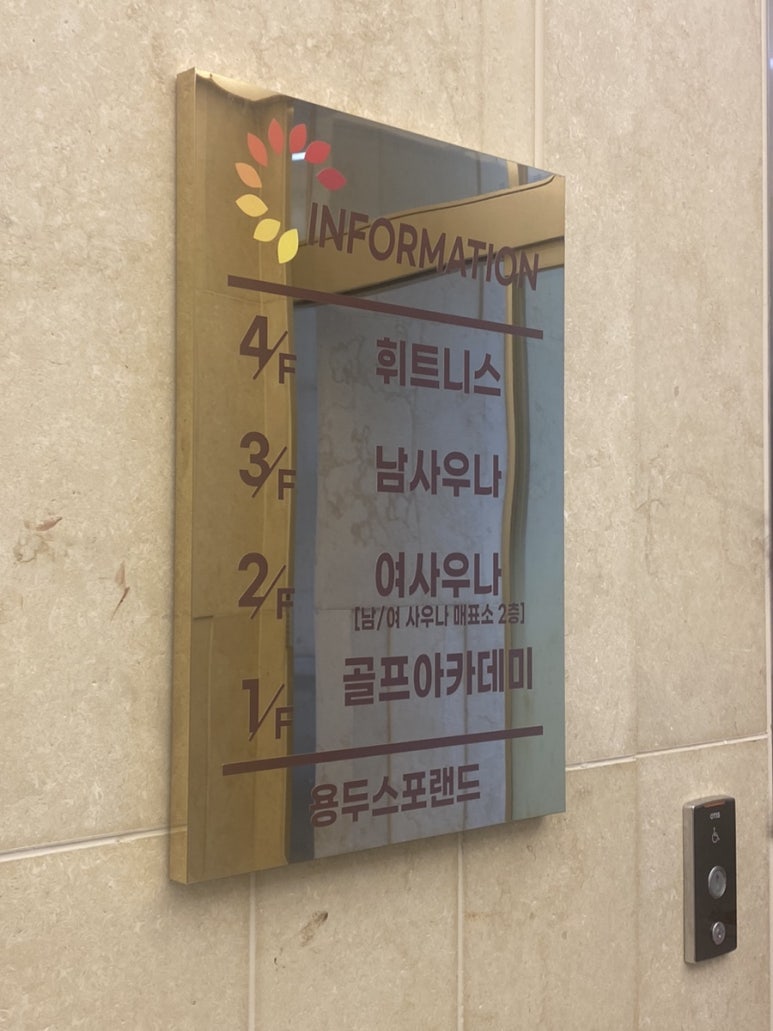 INFORMATION
4/F 휘트니스
3/F 남사우나
2/F 여사우나
[남/여 사우나 매표소 2층]
1/F 골프아카데미
용두스포랜드
OTIS